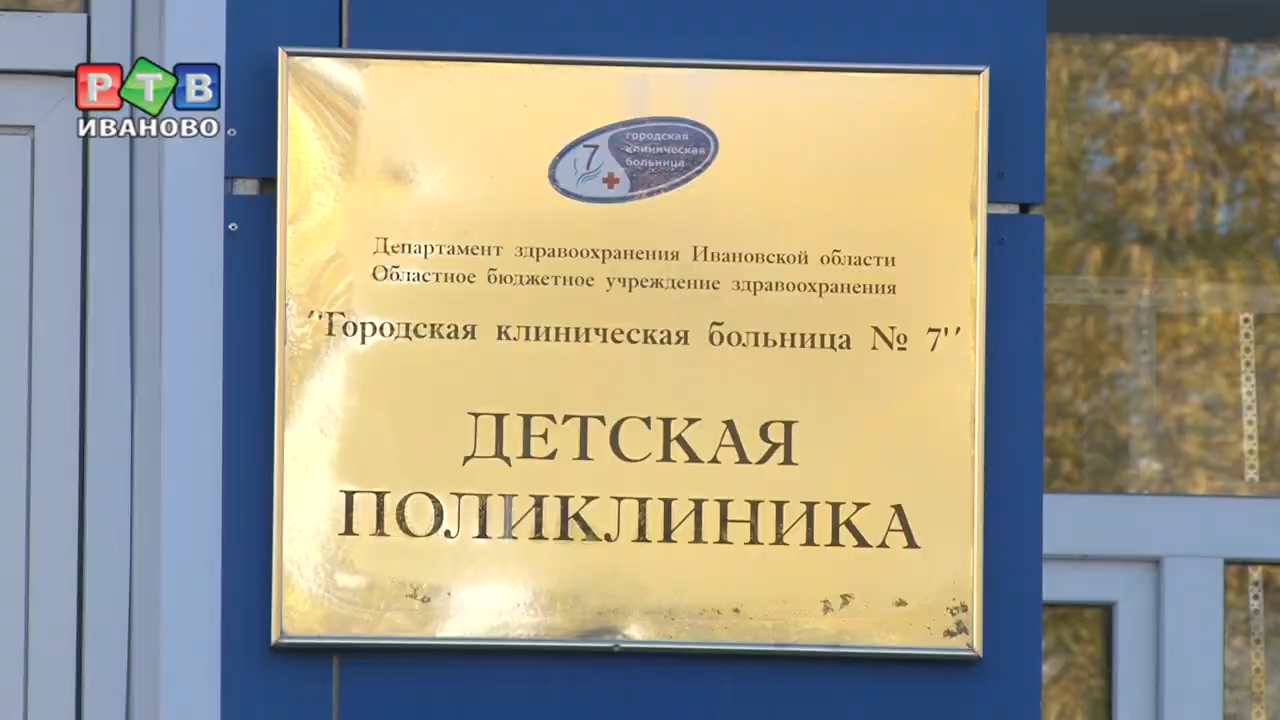 РТВ
ИВАНОВО
городская
7 клиническая
больница
Департамент здравоохранения Ивановской области
Областное бюджетное учреждение здравоохранения
"Городская клиническая больница № 7"
ДЕТСКАЯ
ПОЛИКЛИНИКА